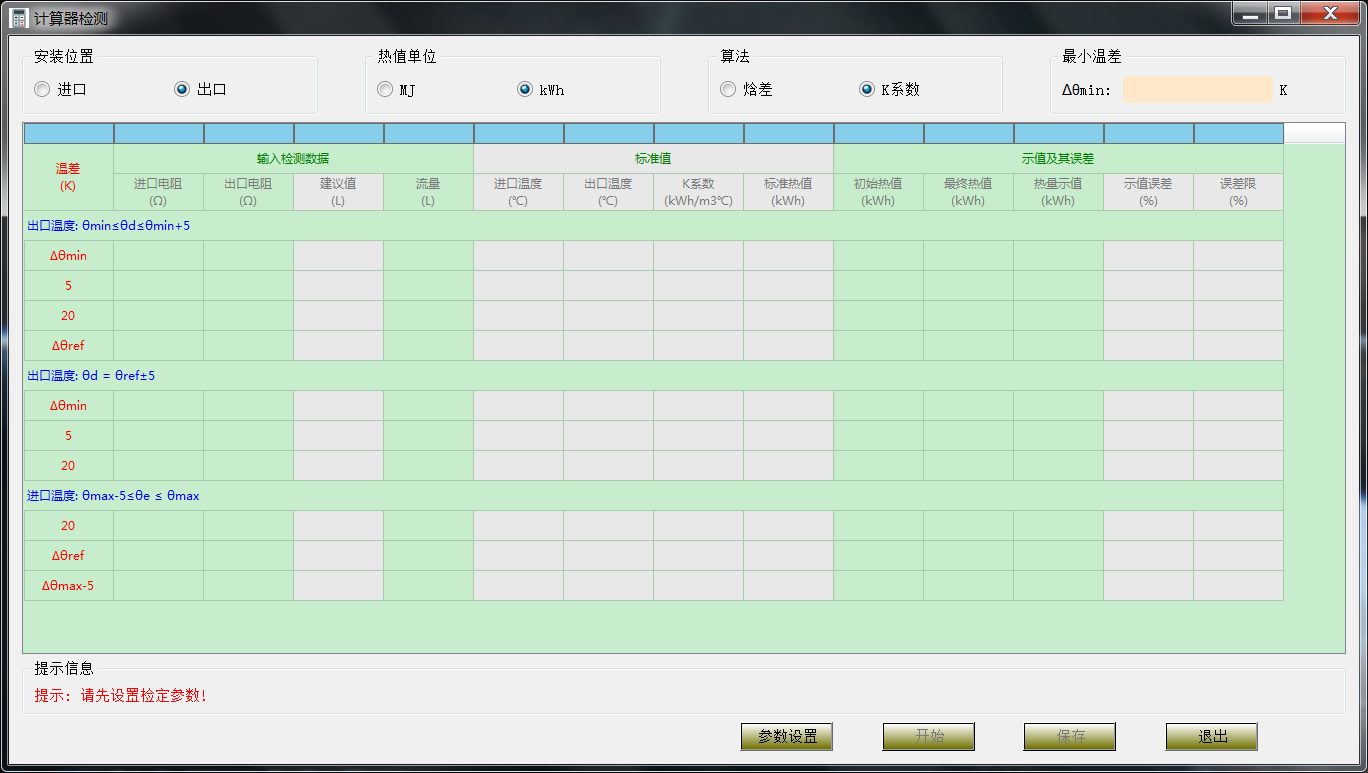 计算器检测
安装位置 热值单位 算法 最小温差
进口 出口 MJ kWh 焓差 K系数 Δθmin: K
输入检测数据 标准值 示值及其误差
温差
(K)
进口电阻 出口电阻 建议值 流量 进口温度 出口温度 K系数 标准热值 初始热值 最终热值 热量示值 示值误差 误差限
(Ω) (Ω) (L) (L) (℃) (℃) (kWh/m3℃) (kWh) (kWh) (kWh) (kWh) (%) (%)
出口温度: θmin≤θd≤θmin+5
Δθmin
5
20
Δθref
出口温度: θd = θref±5
Δθmin
5
20
进口温度: θmax-5≤θe ≤ θmax
20
Δθref
Δθmax-5
提示信息
提示: 请先设置检定参数!
参数设置 开始 保存 退出